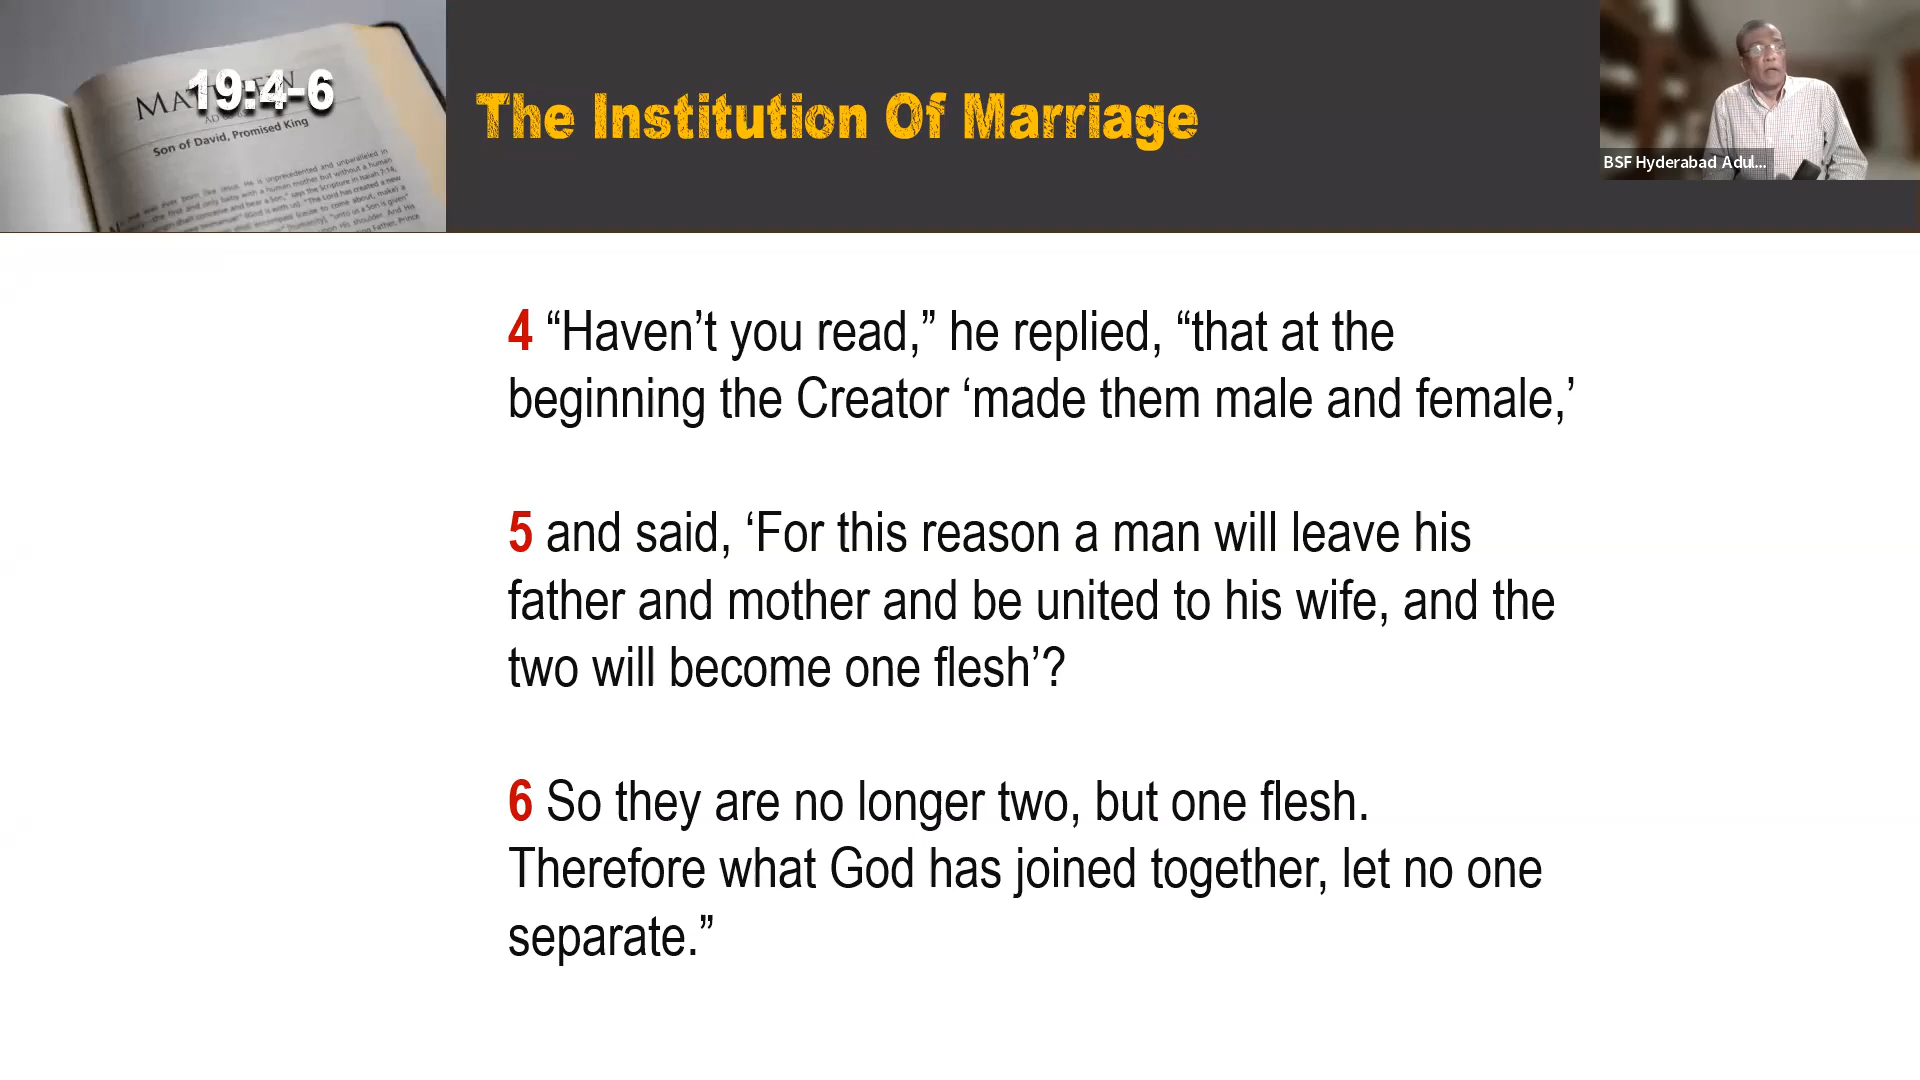 MATTHEW
19:4-6
Son of David, Promised King
The Institution Of Marriage
BSF Hyderabad Adul...
4 “Haven’t you read,” he replied, “that at the
beginning the Creator ‘made them male and female,’
5 and said, ‘For this reason a man will leave his
father and mother and be united to his wife, and the
two will become one flesh’?
6 So they are no longer two, but one flesh.
Therefore what God has joined together, let no one
separate.”